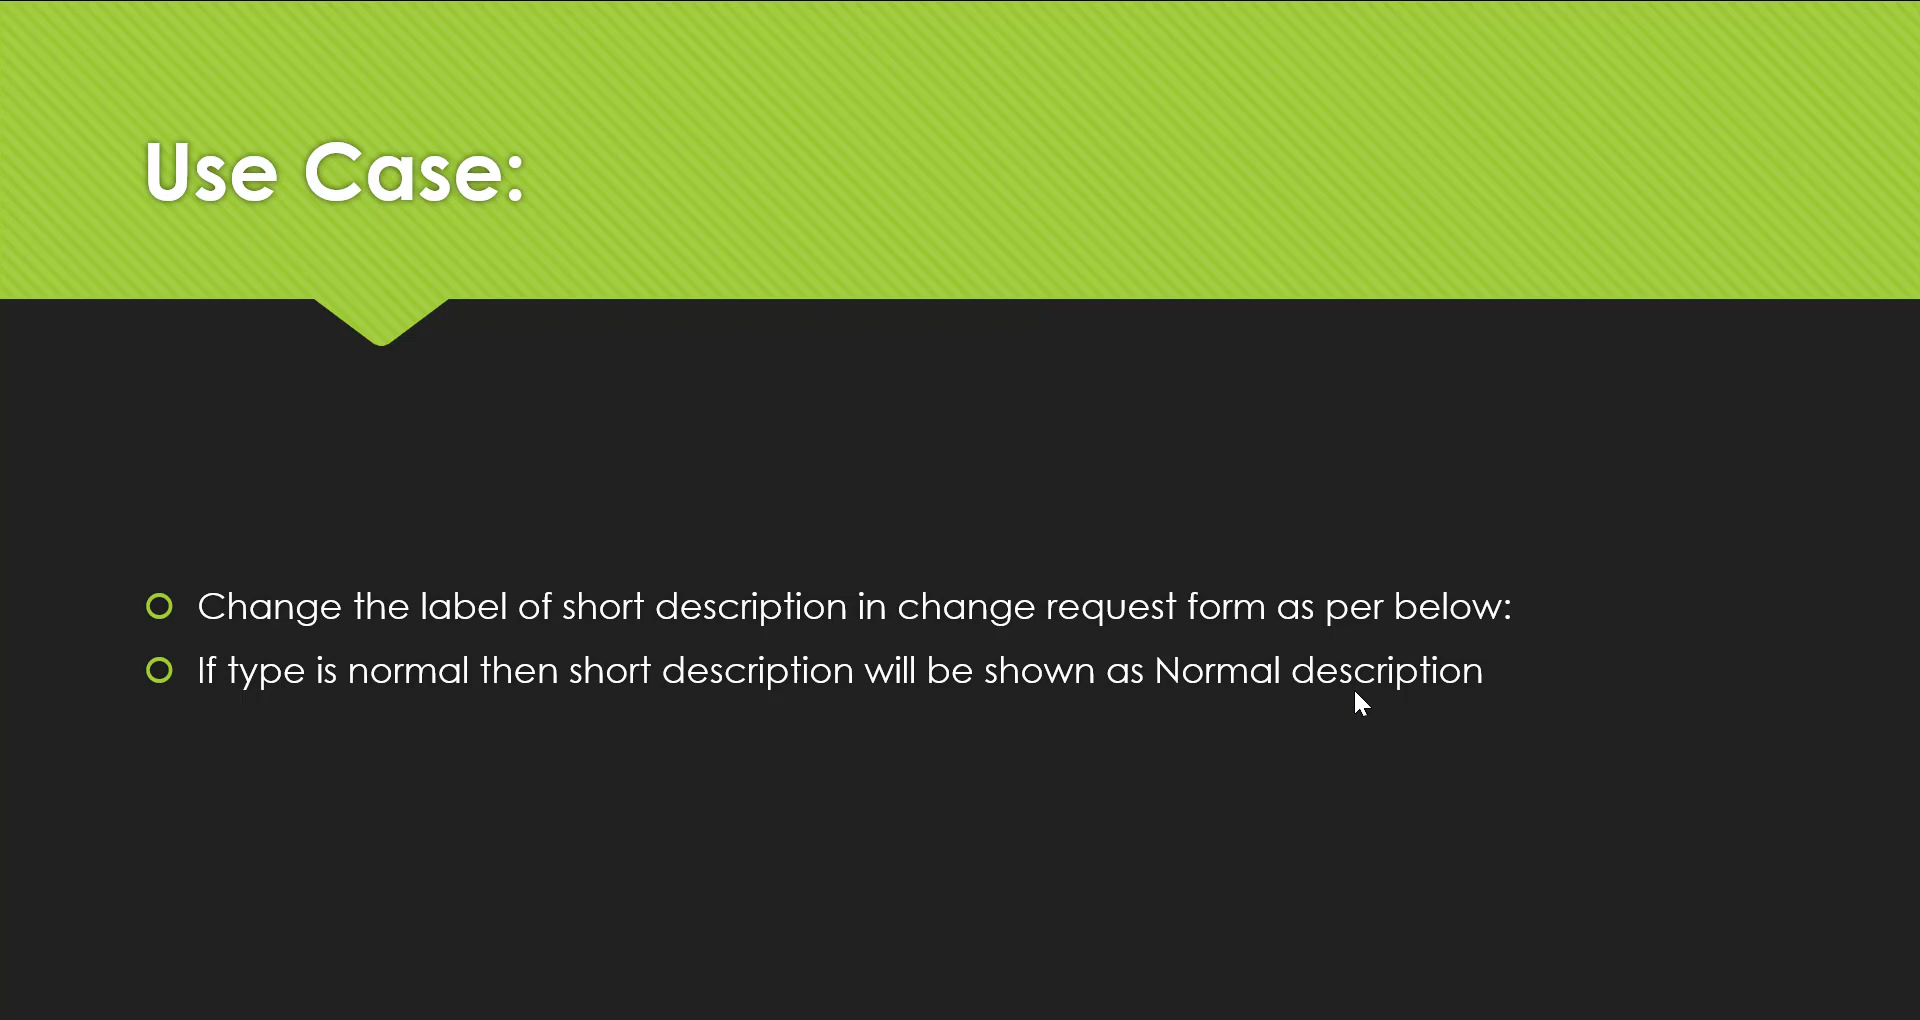 Use Case:
Change the label of short description in change request form as per below:
If type is normal then short description will be shown as Normal description